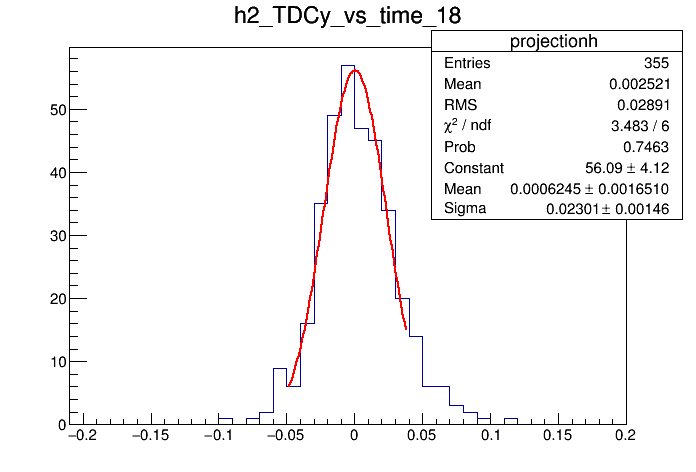 h2_TDCy_vs_time_18
projectionh
Entries 355
Mean 0.002521
RMS 0.02891
χ² / ndf 3.483 / 6
Prob 0.7463
Constant 56.09 ± 4.12
Mean 0.0006245 ± 0.0016510
Sigma 0.02301 ± 0.00146
50
40
30
20
10
0
−0.2 −0.15 −0.1 −0.05 0 0.05 0.1 0.15 0.2